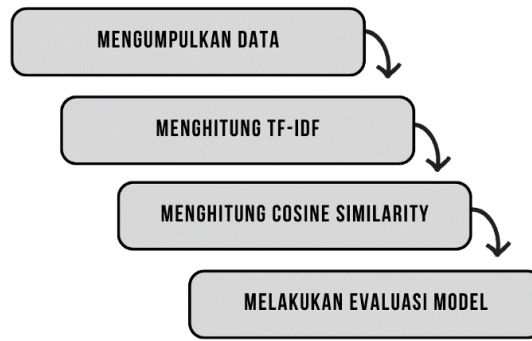 MENGUMPULKAN DATA
MENGHITUNG TF-IDF
MENGHITUNG COSINE SIMILARITY
MELAKUKAN EVALUASI MODEL